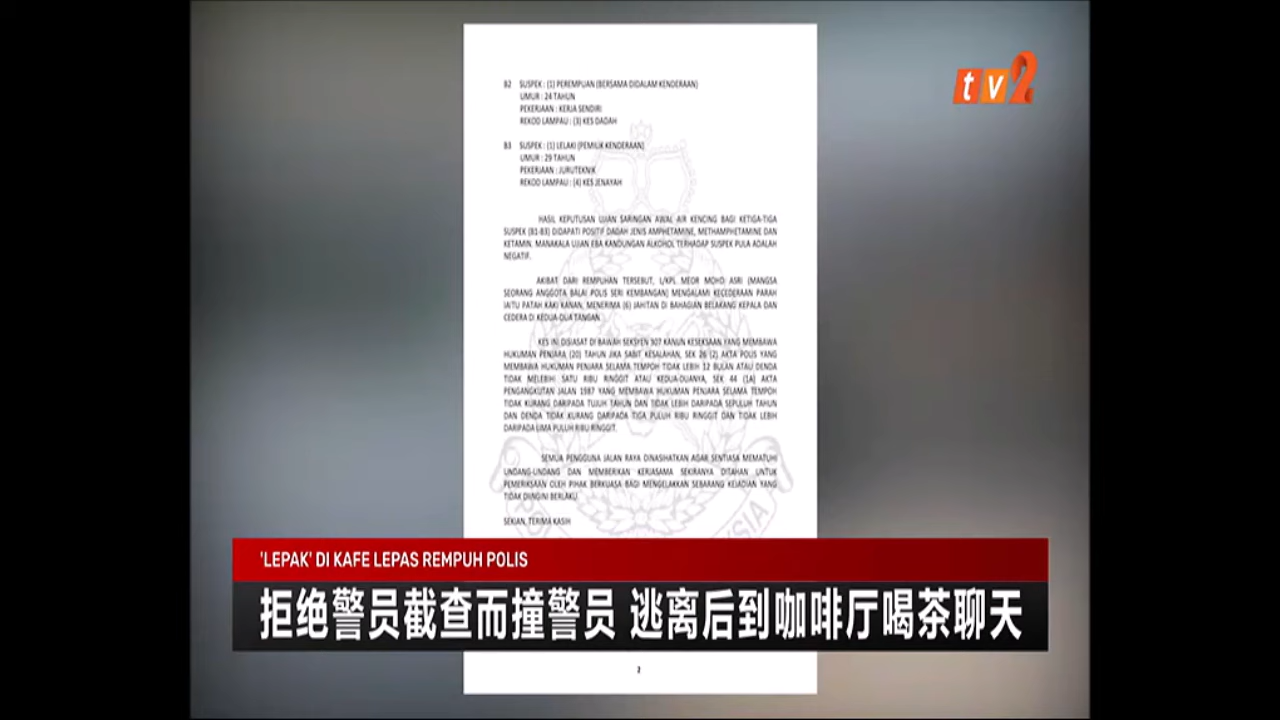 tv2
B2 SUSPEK : (1) PEREMPUAN (BERSAMA DIDALAM KENDERAAN)
UMUR : 24 TAHUN
PEKERJAAN : KERJA SENDIRI
REKOD LAMPAU : (3) KES DADAH
B3 SUSPEK : (1) LELAKI (PEMILIK KENDERAAN)
UMUR : 29 TAHUN
PEKERJAAN : JURUTEKNIK
REKOD LAMPAU : (4) KES JENAYAH
HASIL KEPUTUSAN UJIAN SARINGAN AWAL AIR KENCING BAGI KETIGA-TIGA
SUSPEK (B1-B3) DIDAPATI POSITIF DADAH JENIS AMPHETAMINE, METHAMPHETAMINE DAN
KETAMIN. MANAKALA UJIAN EBA KANDUNGAN ALKOHOL TERHADAP SUSPEK PULA ADALAH
NEGATIF.
AKIBAT DARI REMPUHAN TERSEBUT, L/KPL MEOR MOHD ASRI (MANGSA
SEORANG ANGGOTA BALAI POLIS SERI KEMBANGAN) MENGALAMI KECEDERAAN PARAH
IAITU PATAH KAKI KANAN, MENERIMA (6) JAHITAN DI BAHAGIAN BELAKANG KEPALA DAN
CEDERA DI KEDUA-DUA TANGAN.
KES INI DISIASAT DI BAWAH SEKSYEN 307 KANUN KESEKSAAN YANG MEMBAWA
HUKUMAN PENJARA (20) TAHUN JIKA SABIT KESALAHAN, SEK 26 (2) AKTA POLIS YANG
MEMBAWA HUKUMAN PENJARA SELAMA TEMPOH TIDAK LEBIH 12 BULAN ATAU DENDA
TIDAK MELEBIHI SATU RIBU RINGGIT ATAU KEDUA-DUANYA, SEK 44 (1A) AKTA
PENGANGKUTAN JALAN 1987 YANG MEMBAWA HUKUMAN PENJARA SELAMA TEMPOH
TIDAK KURANG DARIPADA TUJUH TAHUN DAN TIDAK LEBIH DARIPADA SEPULUH TAHUN
DAN DENDA TIDAK KURANG DARIPADA TIGA PULUH RIBU RINGGIT DAN TIDAK LEBIH
DARIPADA LIMA PULUH RIBU RINGGIT.
SEMUA PENGGUNA JALAN RAYA DINASIHATKAN AGAR SENTIASA MEMATUHI
UNDANG-UNDANG DAN MEMBERIKAN KERJASAMA SEKIRANYA DITAHAN UNTUK
PEMERIKSAAN OLEH PIHAK BERKUASA BAGI MENGELAKKAN SEBARANG KEJADIAN YANG
TIDAK DIINGINI BERLAKU.
SEKIAN, TERIMA KASIH
'LEPAK' DI KAFE LEPAS REMPUH POLIS
拒绝警员截查而撞警员 逃离后到咖啡厅喝茶聊天
2